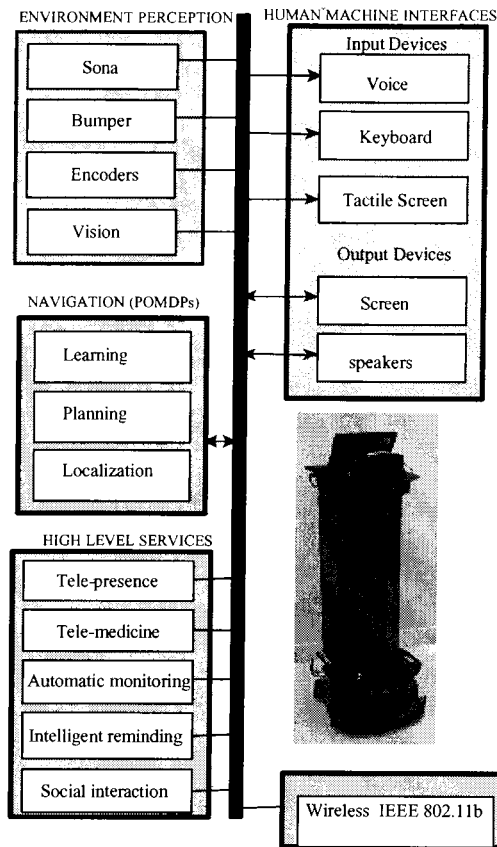 ENVIRONMENT PERCEPTION
Sona
Bumper
Encoders
Vision
NAVIGATION (POMDPs)
Learning
Planning
Localization
HIGH LEVEL SERVICES
Tele-presence
Tele-medicine
Automatic monitoring
Intelligent reminding
Social interaction
HUMAN MACHINE INTERFACES
Input Devices
Voice
Keyboard
Tactile Screen
Output Devices
Screen
speakers
Wireless IEEE 802.11b